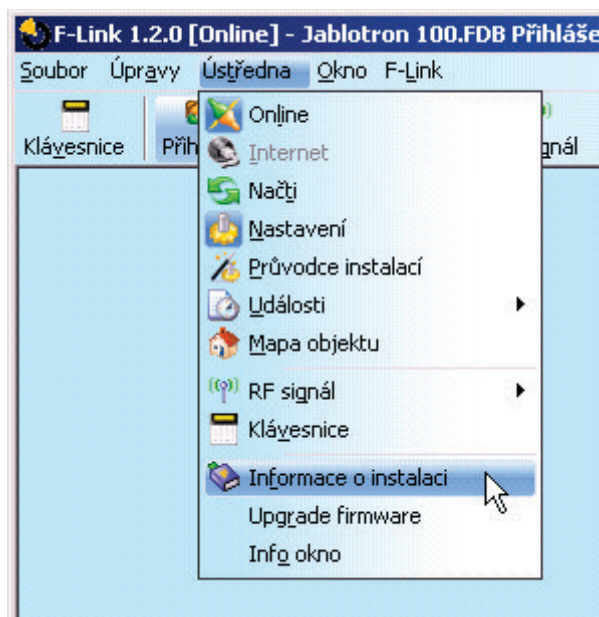 F-Link 1.2.0 [Online] - Jablotron 100.FDB Přihláše
Soubor Úpravy Ústředna Okno F-Link
Klávesnice Přih gnál
Online
Internet
Načti
Nastavení
Průvodce instalací
Události
Mapa objektu
RF signál
Klávesnice
Informace o instalaci
Upgrade firmware
Info okno